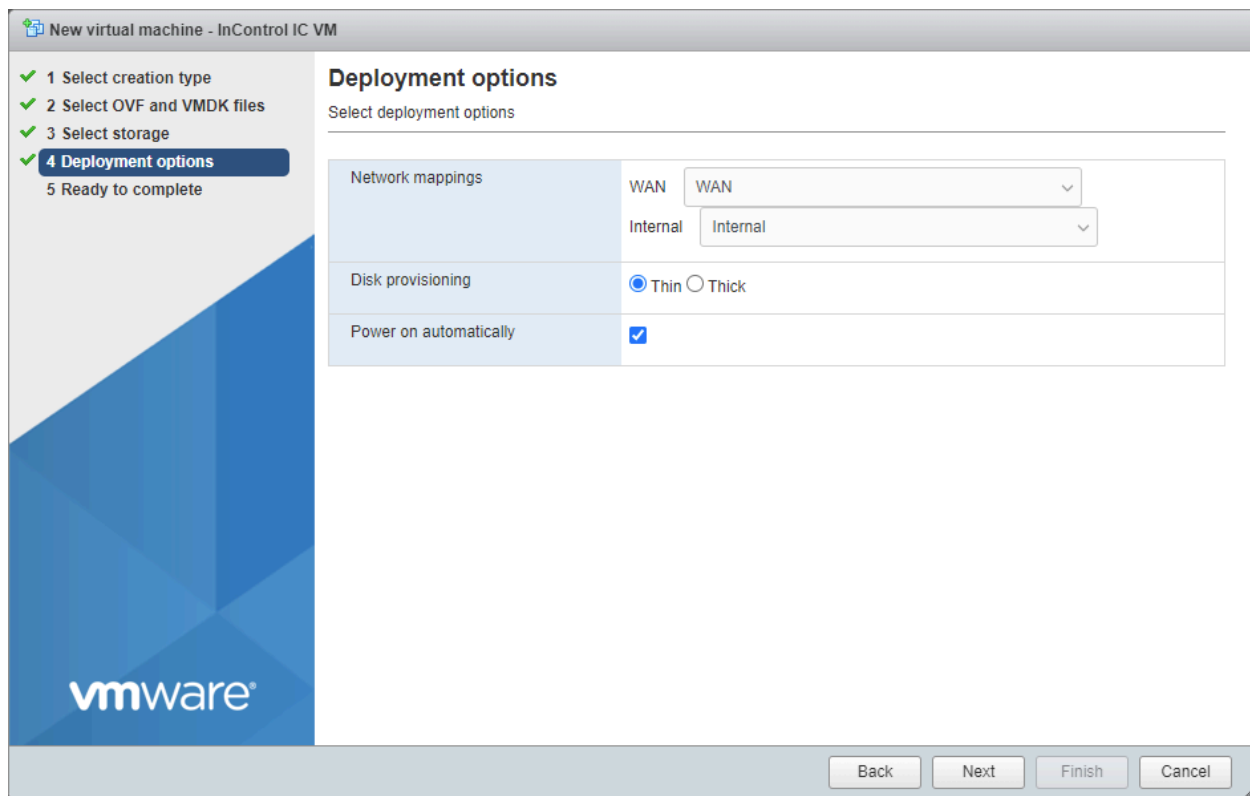 New virtual machine - InControl IC VM
1 Select creation type
2 Select OVF and VMDK files
3 Select storage
4 Deployment options
5 Ready to complete
Deployment options
Select deployment options
Network mappings
WAN WAN
Internal Internal
Disk provisioning
Thin Thick
Power on automatically
vmware®
Back Next Finish Cancel